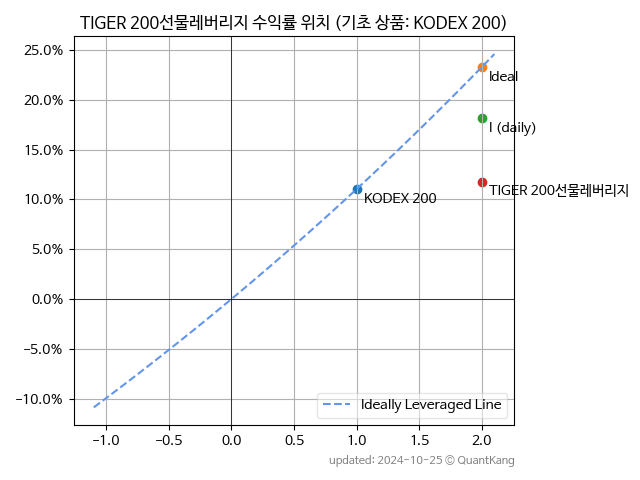 TIGER 200선물레버리지 수익률 위치 (기초 상품: KODEX 200)
25.0%
Ideal
20.0%
I (daily)
15.0%
TIGER 200선물레버리지
10.0%
KODEX 200
5.0%
0.0%
−5.0%
−10.0%
Ideally Leveraged Line
−1.0 −0.5 0.0 0.5 1.0 1.5 2.0
updated: 2024-10-25 © QuantKang